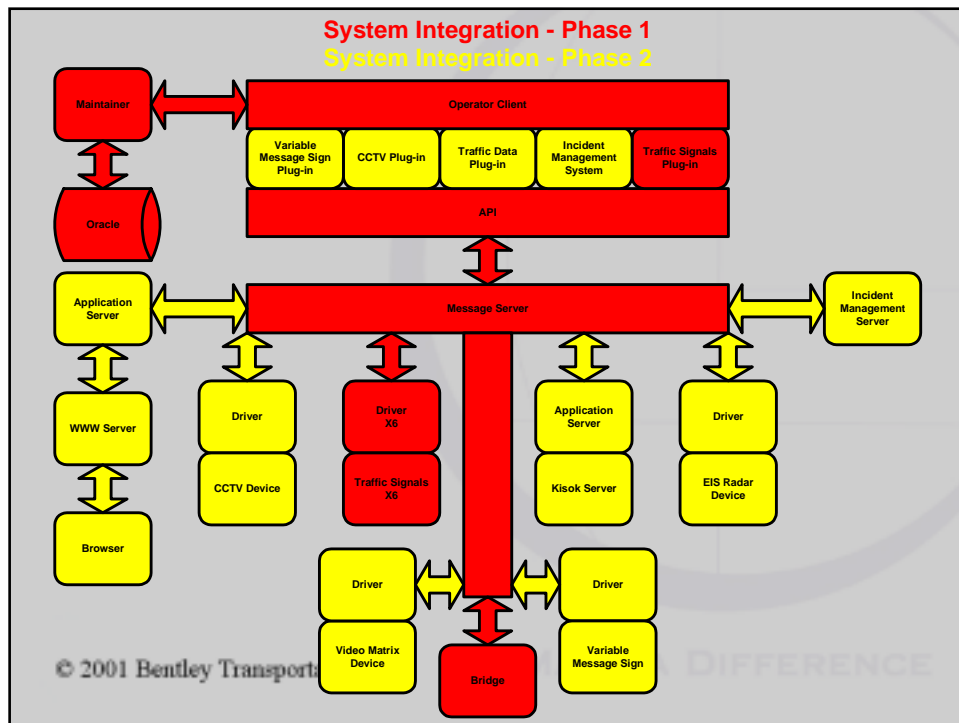 System Integration - Phase 1
System Integration - Phase 2
Maintainer
Operator Client
Variable
Message Sign
Plug-in
CCTV Plug-in
Traffic Data
Plug-in
Incident
Management
System
Traffic Signals
Plug-in
Oracle
API
Application
Server
Message Server
Incident
Management
Server
WWW Server
Driver
Driver
X6
Application
Server
Driver
CCTV Device
Traffic Signals
X6
Kisok Server
EIS Radar
Device
Browser
Driver
Driver
Video Matrix
Device
Variable
Message Sign
Bridge
© 2001 Bentley Transporta
A DIFFERENCE